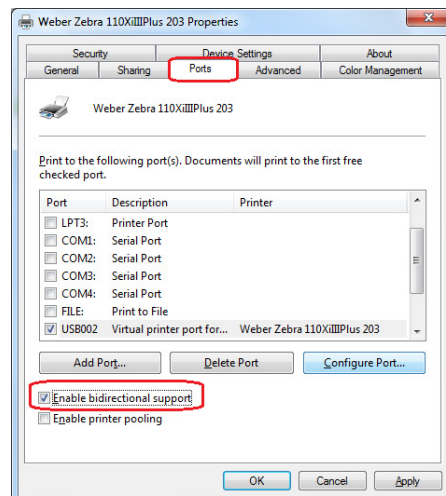 Weber Zebra 110XiIIIPlus 203 Properties
Security Device Settings About
General Sharing Ports Advanced Color Management
Weber Zebra 110XiIIIPlus 203
Print to the following port(s). Documents will print to the first free
checked port.
Port Description Printer
LPT3: Printer Port
COM1: Serial Port
COM2: Serial Port
COM3: Serial Port
COM4: Serial Port
FILE: Print to File
USB002 Virtual printer port for... Weber Zebra 110XiIIIPlus 203
Add Port... Delete Port Configure Port...
Enable bidirectional support
Enable printer pooling
OK Cancel Apply